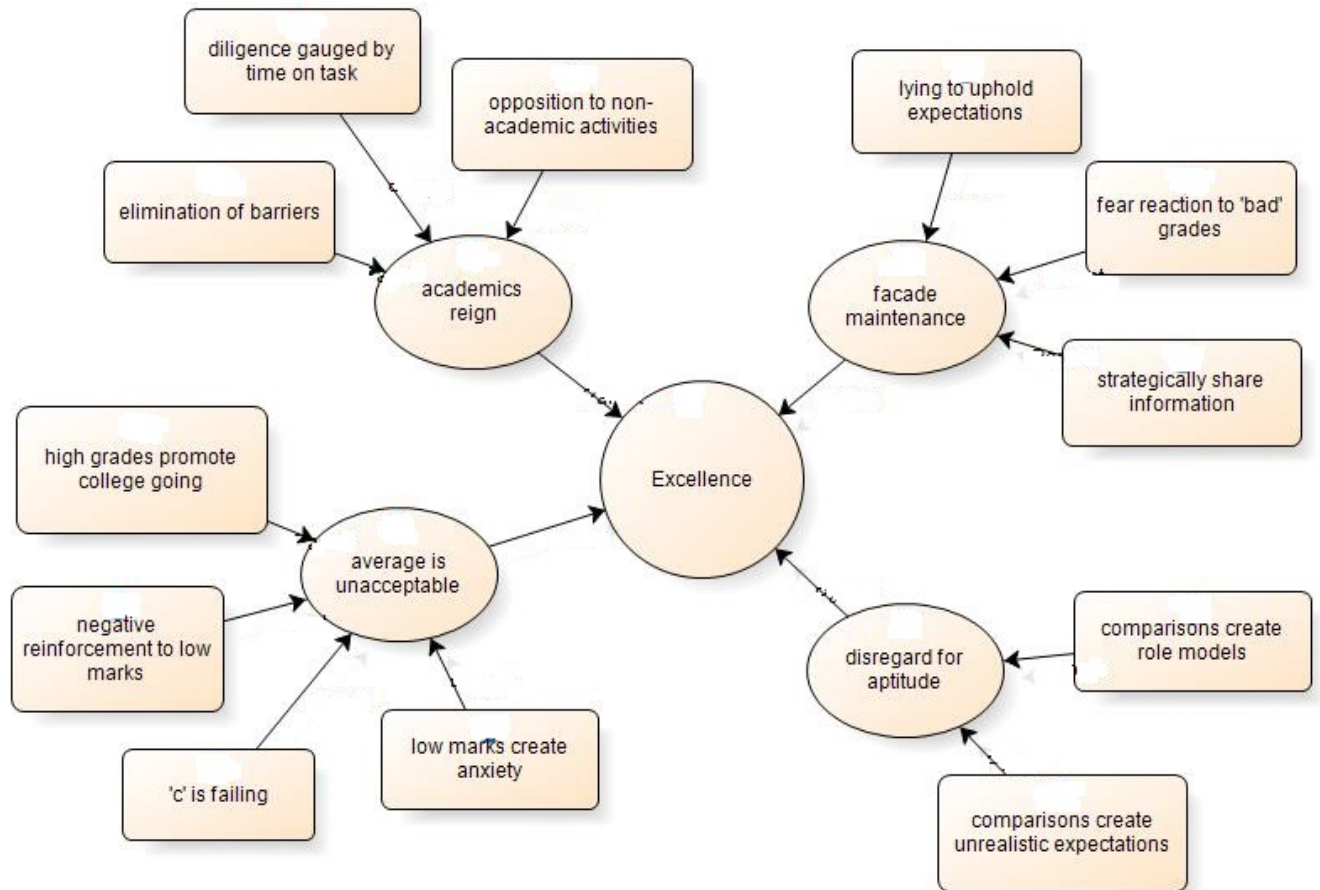 diligence gauged by
time on task
opposition to non-
academic activities
elimination of barriers
academics
reign
lying to uphold
expectations
fear reaction to 'bad'
grades
facade
maintenance
strategically share
information
Excellence
high grades promote
college going
average is
unacceptable
negative
reinforcement to low
marks
'c' is failing
low marks create
anxiety
disregard for
aptitude
comparisons create
role models
comparisons create
unrealistic expectations